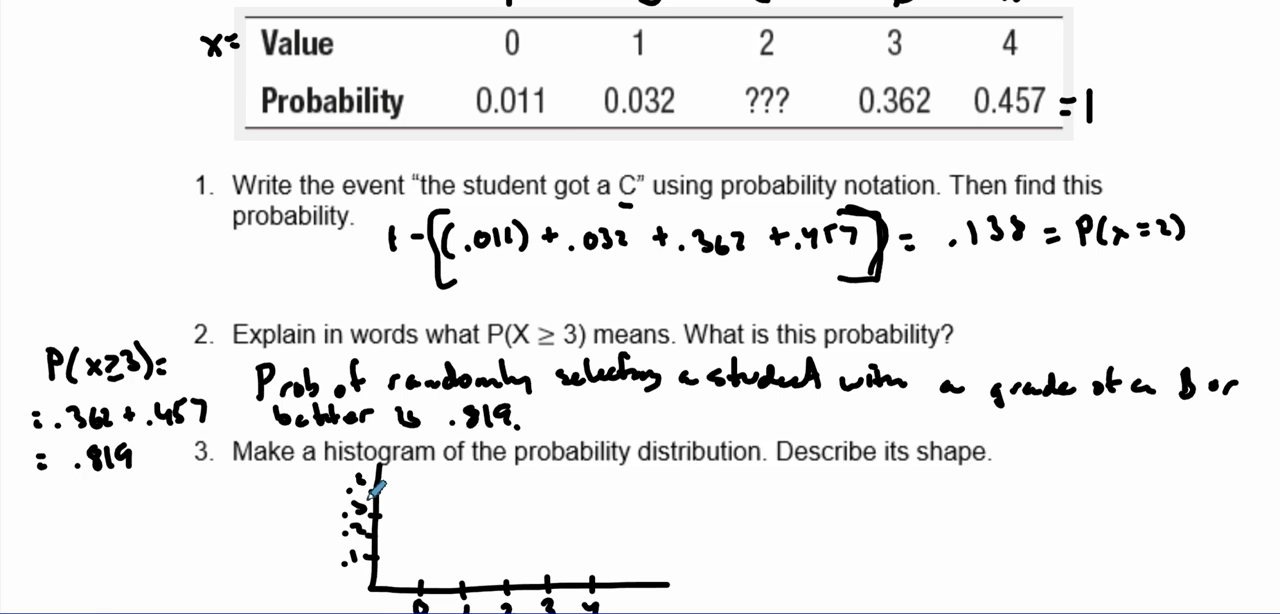 x= Value 0 1 2 3 4
Probability 0.011 0.032 ??? 0.362 0.457 =1
1. Write the event “the student got a C” using probability notation. Then find this
probability.
1-[(.011)+.032 +.362 +.457] = .138 = P(x=2)
2. Explain in words what P(X ≥ 3) means. What is this probability?
P(x≥3)=
= .362 + .457
= .819
Prob of randomly selecting a student with a grade of a B or
better is .819.
3. Make a histogram of the probability distribution. Describe its shape.
.3
.2
.1
0 1 2 3 4